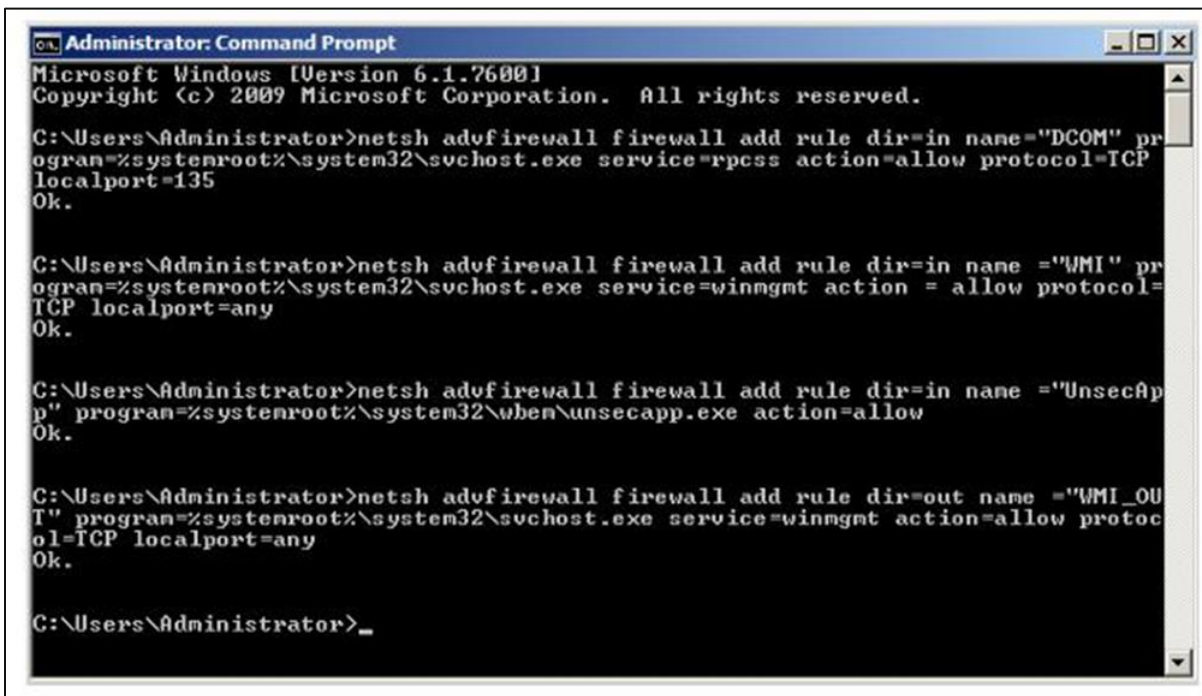 Administrator: Command Prompt
Microsoft Windows [Version 6.1.7600]
Copyright (c) 2009 Microsoft Corporation.  All rights reserved.
C:\Users\Administrator>netsh advfirewall firewall add rule dir=in name="DCOM" pr
ogram=%systemroot%\system32\svchost.exe service=rpcss action=allow protocol=TCP
localport=135
Ok.
C:\Users\Administrator>netsh advfirewall firewall add rule dir=in name ="WMI" pr
ogram=%systemroot%\system32\svchost.exe service=winmgmt action = allow protocol=
TCP localport=any
Ok.
C:\Users\Administrator>netsh advfirewall firewall add rule dir=in name ="UnsecAp
p" program=%systemroot%\system32\wbem\unsecapp.exe action=allow
Ok.
C:\Users\Administrator>netsh advfirewall firewall add rule dir=out name ="WMI_OU
T" program=%systemroot%\system32\svchost.exe service=winmgmt action=allow protoc
ol=TCP localport=any
Ok.
C:\Users\Administrator>_